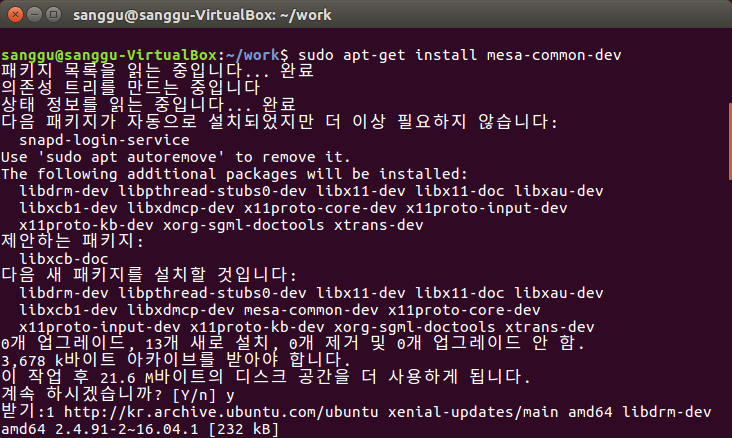 sanggu@sanggu-VirtualBox: ~/work
sanggu@sanggu-VirtualBox:~/work$ sudo apt-get install mesa-common-dev
패키지 목록을 읽는 중입니다... 완료
의존성 트리를 만드는 중입니다
상태 정보를 읽는 중입니다... 완료
다음 패키지가 자동으로 설치되었지만 더 이상 필요하지 않습니다:
  snapd-login-service
Use 'sudo apt autoremove' to remove it.
The following additional packages will be installed:
  libdrm-dev libpthread-stubs0-dev libx11-dev libx11-doc libxau-dev
  libxcb1-dev libxdmcp-dev x11proto-core-dev x11proto-input-dev
  x11proto-kb-dev xorg-sgml-doctools xtrans-dev
제안하는 패키지:
  libxcb-doc
다음 새 패키지를 설치할 것입니다:
  libdrm-dev libpthread-stubs0-dev libx11-dev libx11-doc libxau-dev
  libxcb1-dev libxdmcp-dev mesa-common-dev x11proto-core-dev
  x11proto-input-dev x11proto-kb-dev xorg-sgml-doctools xtrans-dev
0개 업그레이드, 13개 새로 설치, 0개 제거 및 0개 업그레이드 안 함.
3,678 k바이트 아카이브를 받아야 합니다.
이 작업 후 21.6 M바이트의 디스크 공간을 더 사용하게 됩니다.
계속 하시겠습니까? [Y/n] y
받기:1 http://kr.archive.ubuntu.com/ubuntu xenial-updates/main amd64 libdrm-dev
amd64 2.4.91-2~16.04.1 [232 kB]